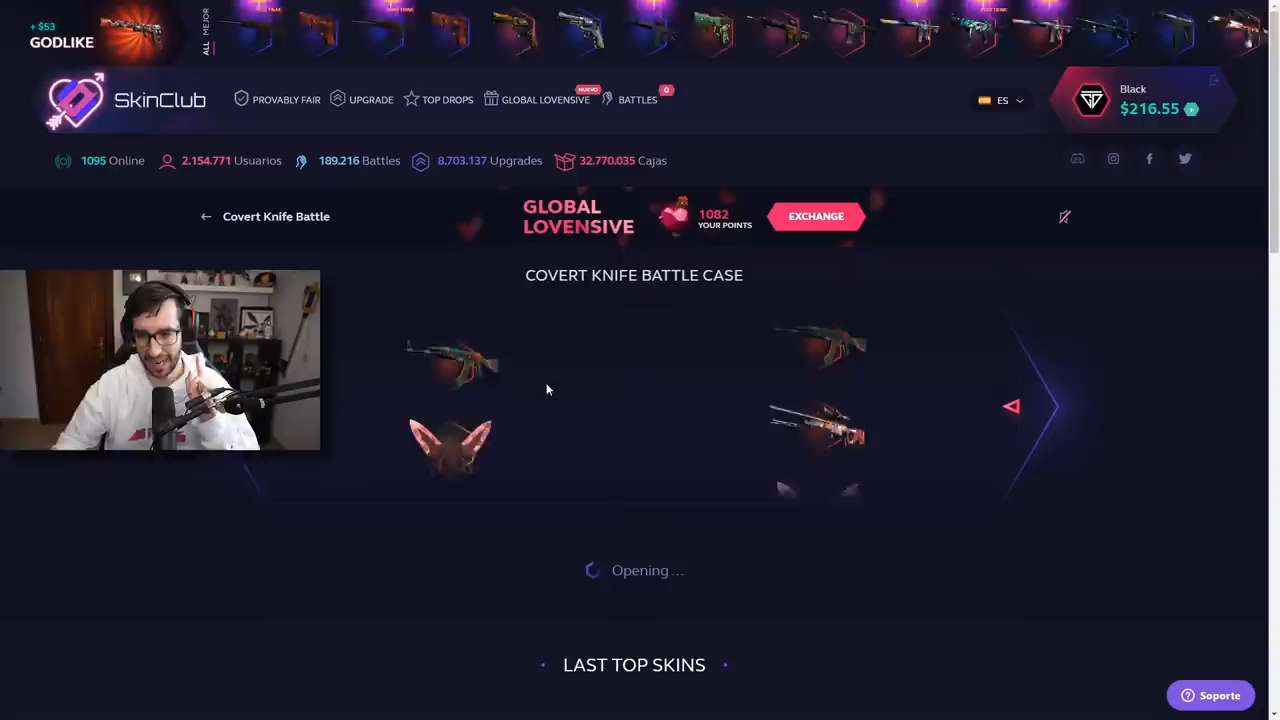 + $53
GODLIKE
ALL MEJOR
SkinClub
PROVABLY FAIR
UPGRADE
TOP DROPS
GLOBAL LOVENSIVE
NUEVO
BATTLES
0
ES
Black
$216.55
1095 Online
2.154.771 Usuarios
189.216 Battles
8.703.137 Upgrades
32.770.035 Cajas
← Covert Knife Battle
GLOBAL
LOVENSIVE
1082
YOUR POINTS
EXCHANGE
COVERT KNIFE BATTLE CASE
Opening ...
LAST TOP SKINS
Soporte